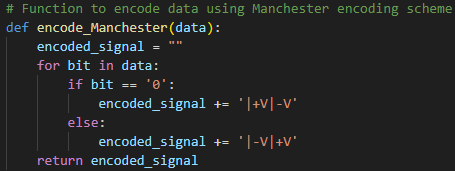 # Function to encode data using Manchester encoding scheme
def encode_Manchester(data):
    encoded_signal = ""
    for bit in data:
        if bit == '0':
            encoded_signal += '|+V|-V'
        else:
            encoded_signal += '|-V|+V'
    return encoded_signal